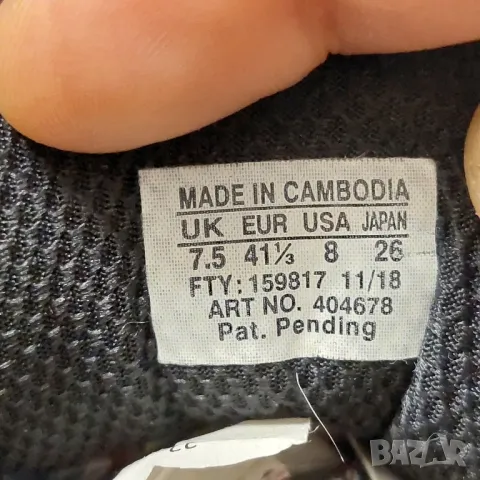 MADE IN CAMBODIA
UK EUR USA JAPAN
7.5 41⅓ 8 26
FTY: 159817 11/18
ART NO. 404678
Pat. Pending
BAZAR